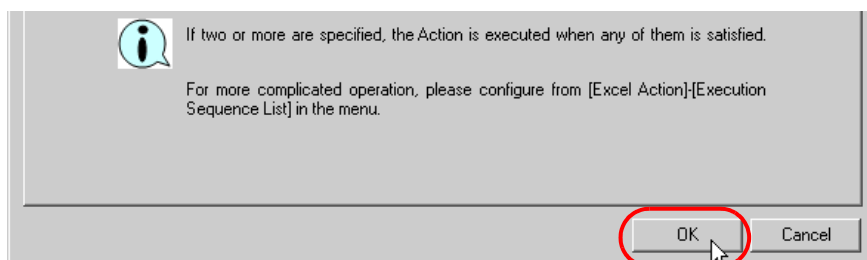 If two or more are specified, the Action is executed when any of them is satisfied.
For more complicated operation, please configure from [Excel Action]-[Execution
Sequence List] in the menu.
OK
Cancel